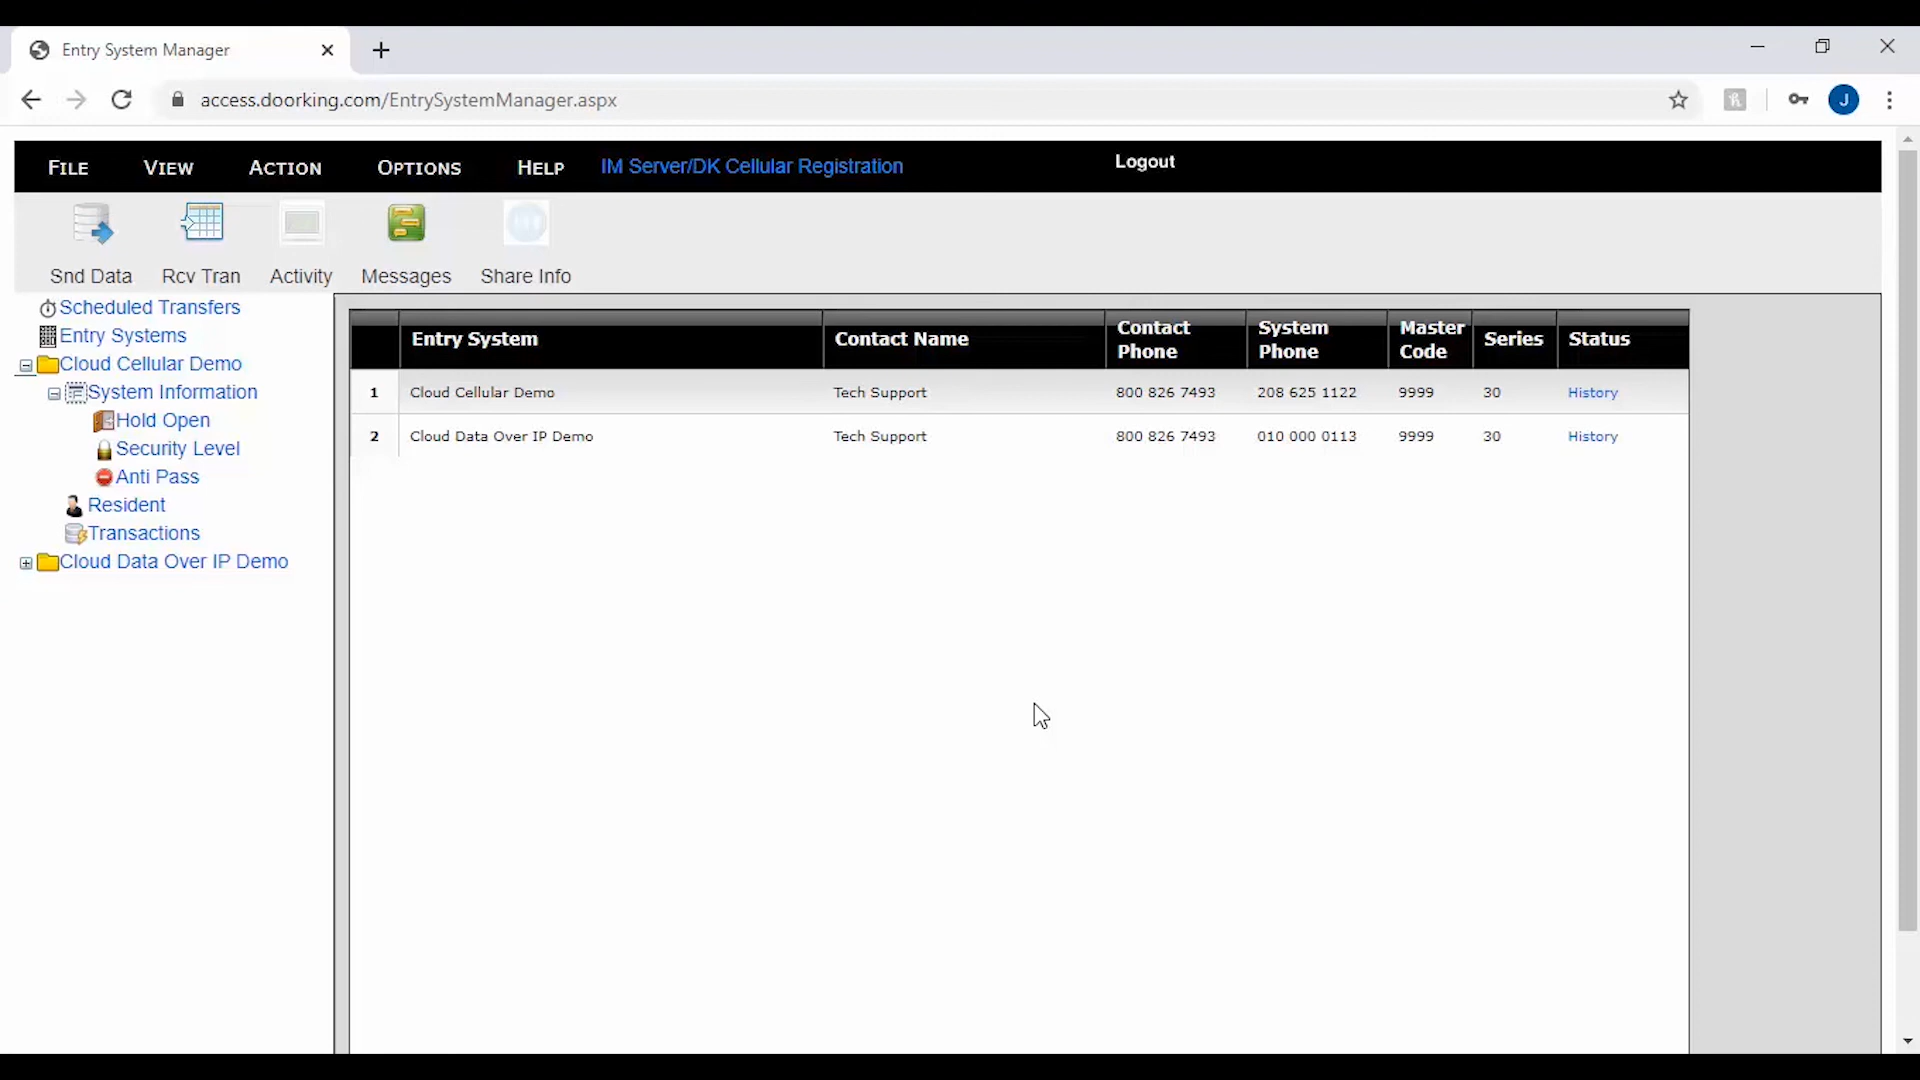 Entry System Manager
access.doorking.com/EntrySystemManager.aspx
J
FILE VIEW ACTION OPTIONS HELP IM Server/DK Cellular Registration Logout
Snd Data Rcv Tran Activity Messages Share Info
Scheduled Transfers
Entry Systems
Cloud Cellular Demo
System Information
Hold Open
Security Level
Anti Pass
Resident
Transactions
Cloud Data Over IP Demo
Entry System Contact Name Contact Phone System Phone Master Code Series Status
1 Cloud Cellular Demo Tech Support 800 826 7493 208 625 1122 9999 30 History
2 Cloud Data Over IP Demo Tech Support 800 826 7493 010 000 0113 9999 30 History